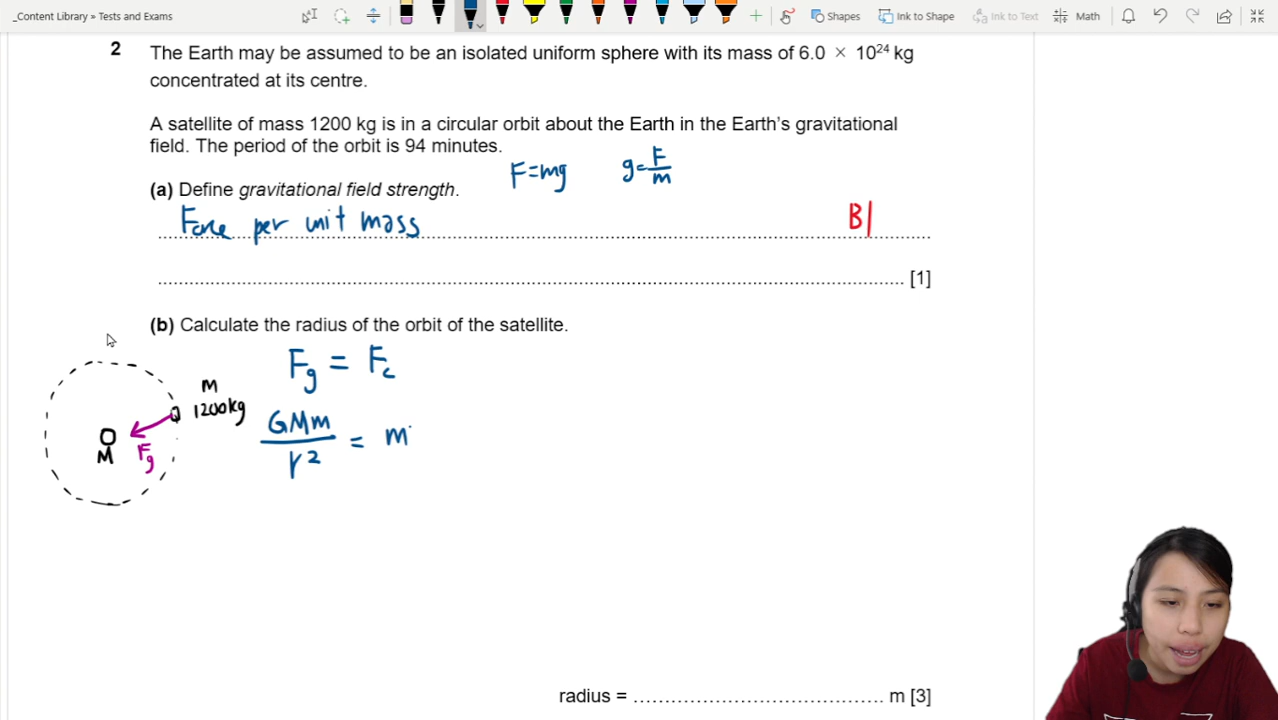 _Content Library » Tests and Exams
Shapes Ink to Shape Ink to Text Math
2 The Earth may be assumed to be an isolated uniform sphere with its mass of 6.0 × 10²⁴ kg
concentrated at its centre.
A satellite of mass 1200 kg is in a circular orbit about the Earth in the Earth's gravitational
field. The period of the orbit is 94 minutes.
F=mg g=F/m
(a) Define gravitational field strength.
Force per unit mass B1
[1]
(b) Calculate the radius of the orbit of the satellite.
Fg = Fc
M
1200kg
GMm/r² = m
M Fg
radius = ........................................ m [3]